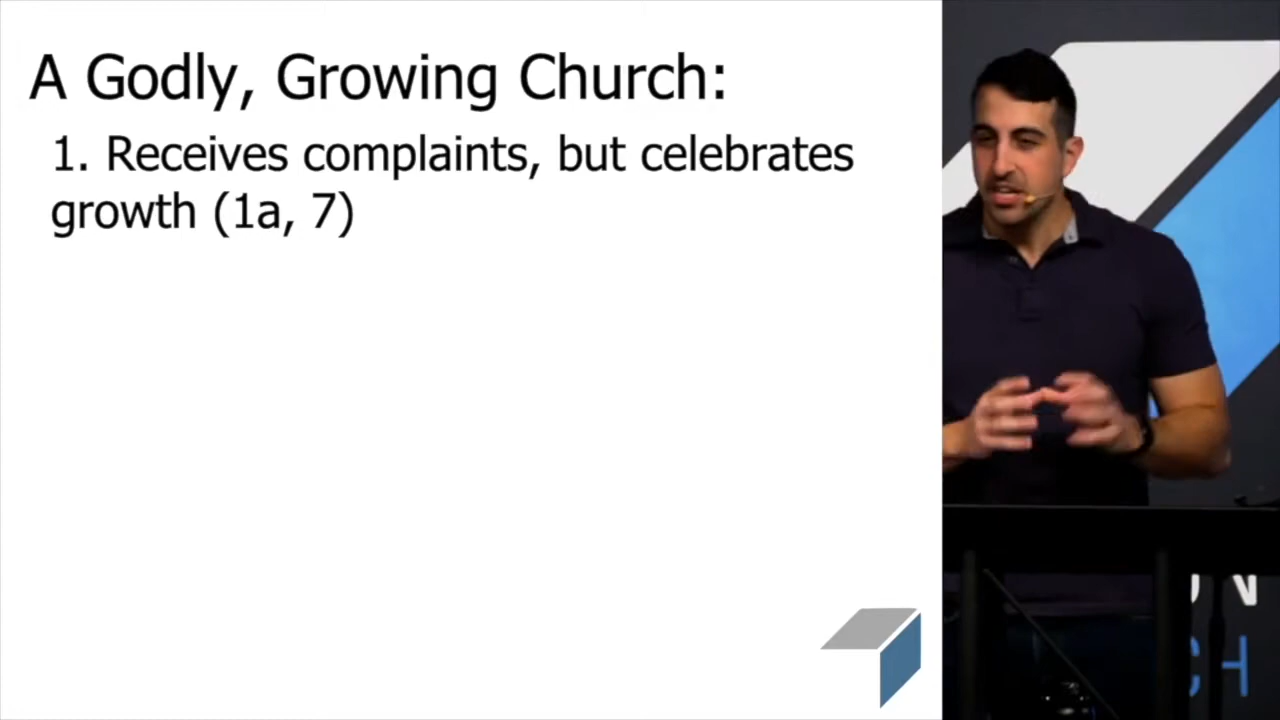 A Godly, Growing Church:
1. Receives complaints, but celebrates
growth (1a, 7)